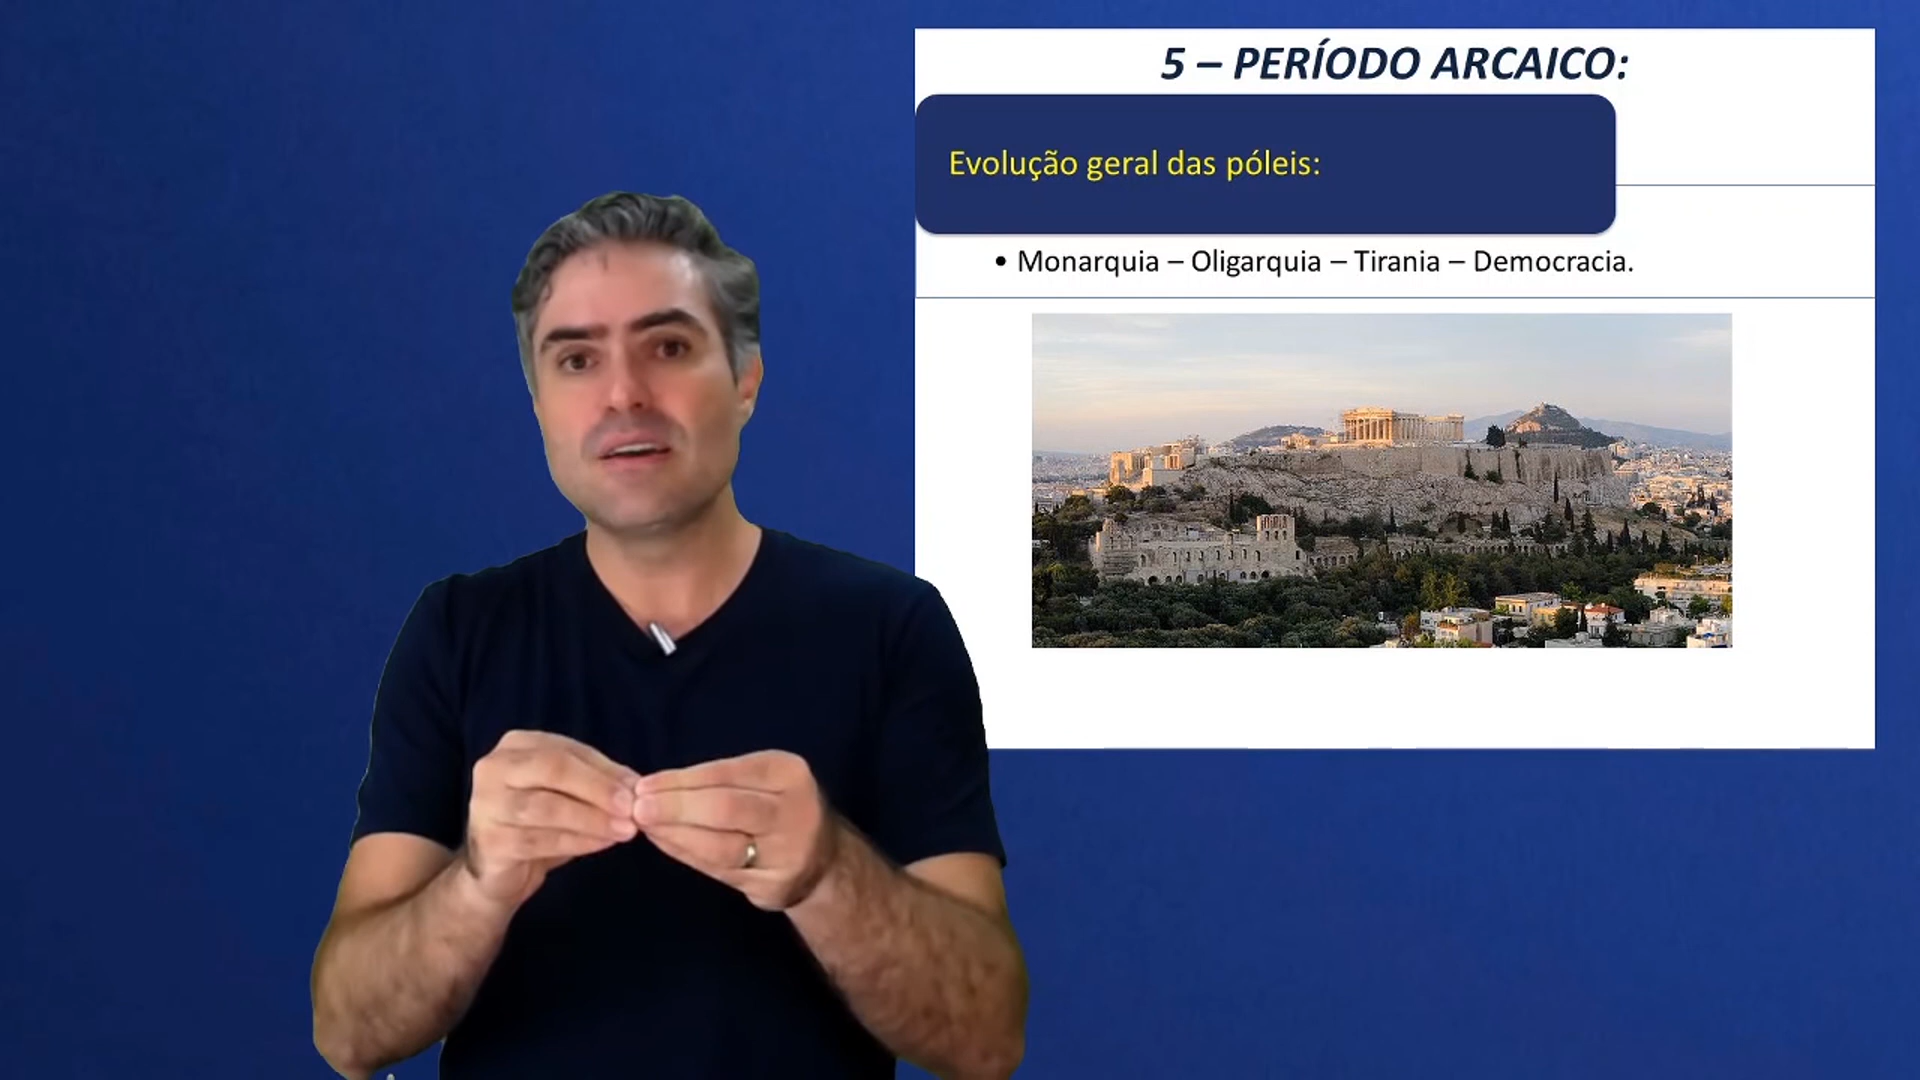 5 – PERÍODO ARCAICO:
Evolução geral das póleis:
• Monarquia – Oligarquia – Tirania – Democracia.